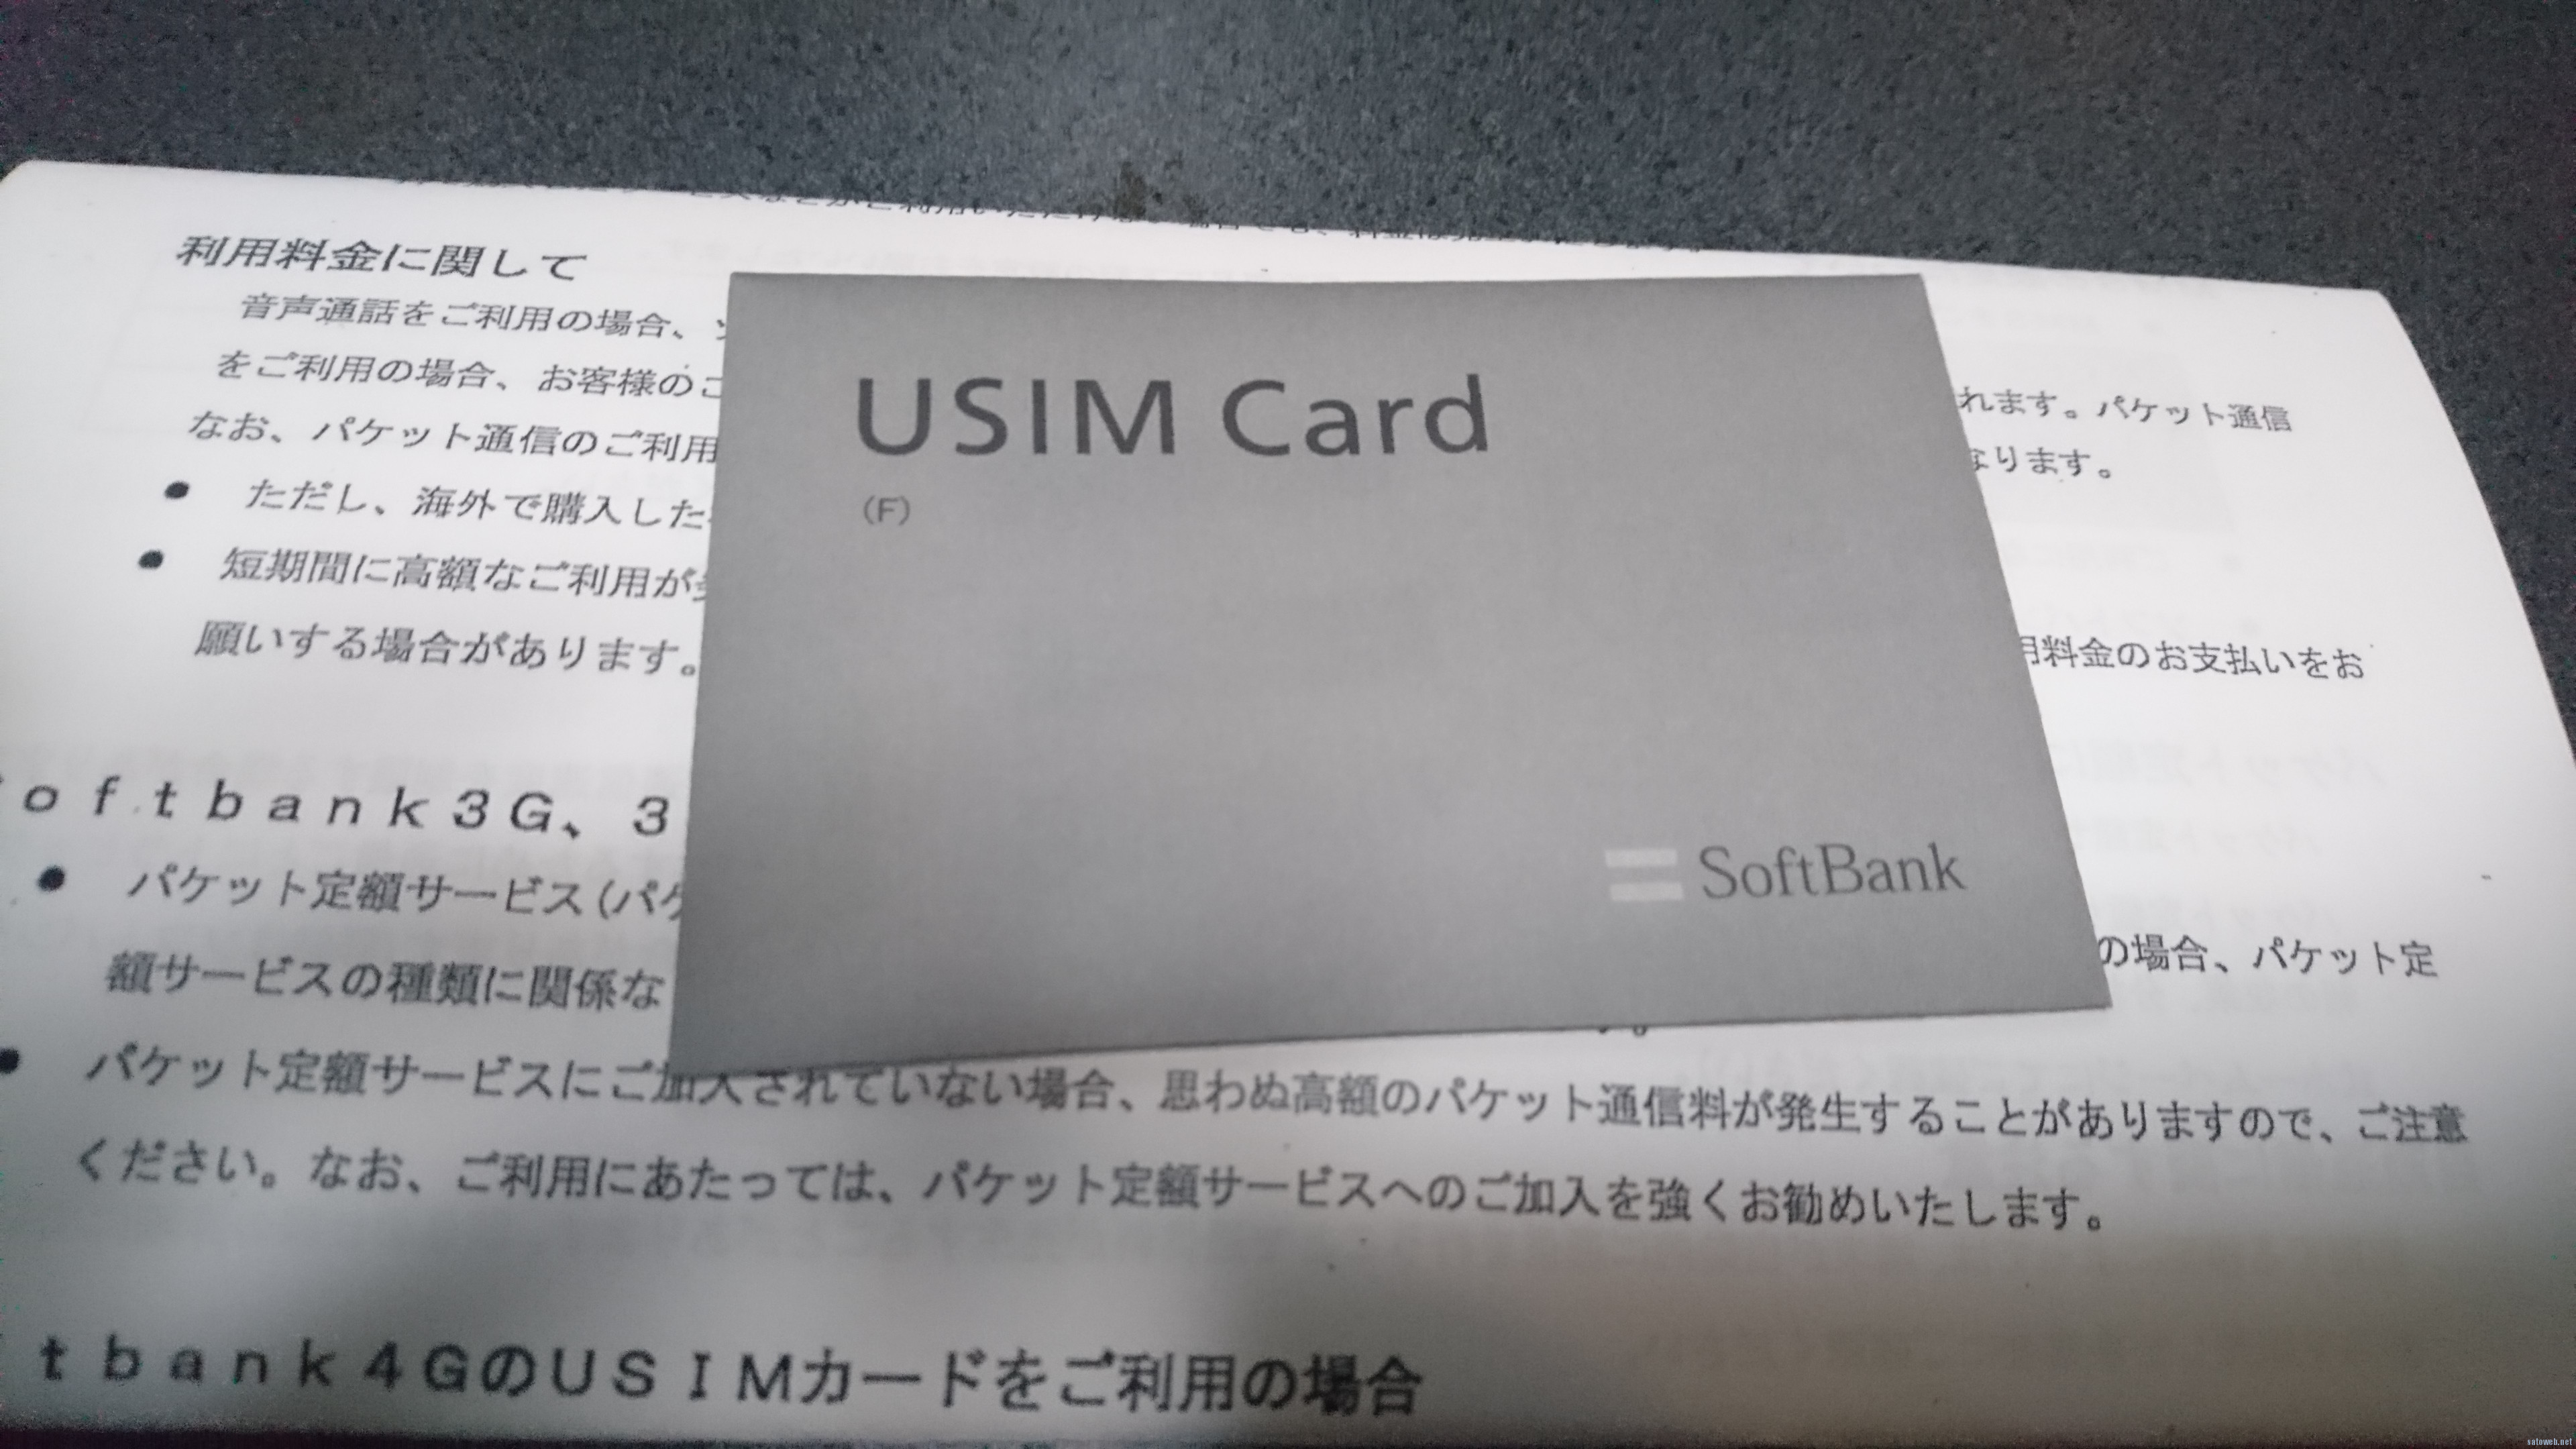 利用料金に関して
音声通話をご利用の場合、
をご利用の場合、お客様のご
れます。パケット通信
なお、パケット通信のご利用
なります。
● ただし、海外で購入した
● 短期間に高額なご利用が
用料金のお支払いをお
願いする場合があります。
USIM Card
(F)
SoftBank
oftbank3G、3
● パケット定額サービス(パケ
の場合、パケット定
額サービスの種類に関係な
● パケット定額サービスにご加入されていない場合、思わぬ高額のパケット通信料が発生することがありますので、ご注意
ください。なお、ご利用にあたっては、パケット定額サービスへのご加入を強くお勧めいたします。
tbank4GのUSIMカードをご利用の場合
satoweb.net